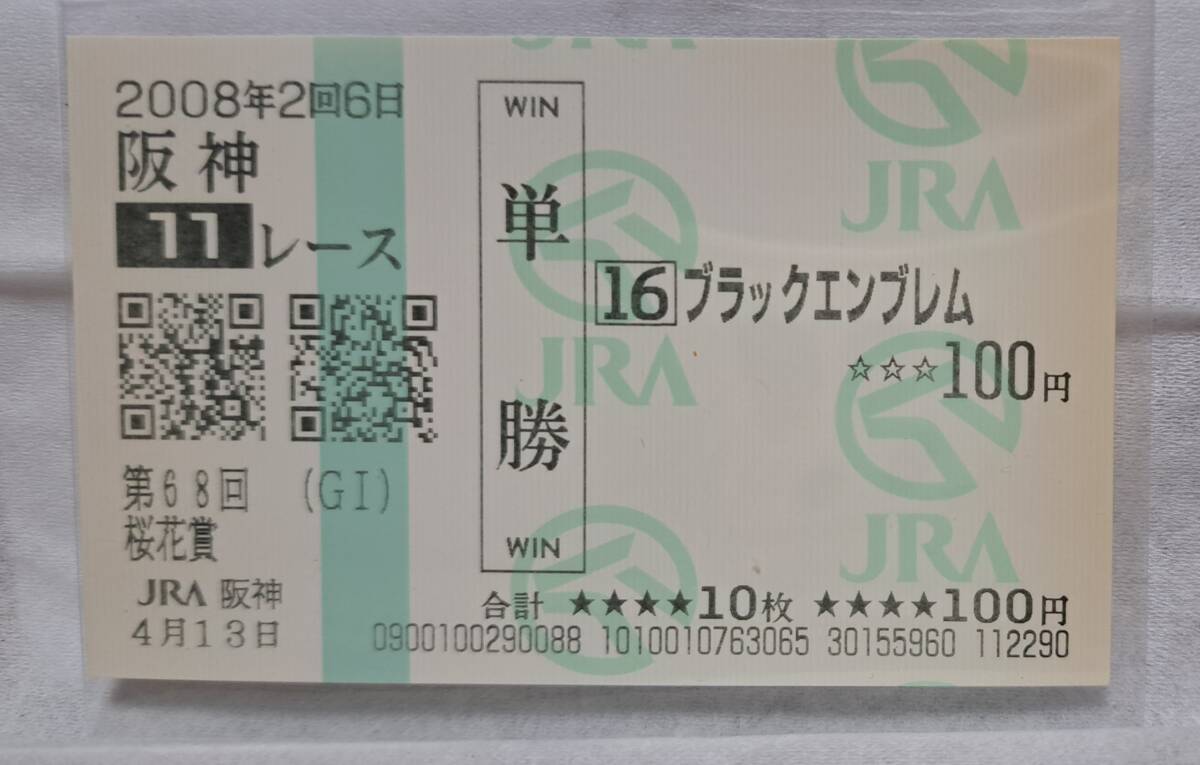 2008年2回6日
阪神
11レース
第68回 (GI)
桜花賞
JRA 阪神
4月13日
WIN
単勝
WIN
16ブラックエンブレム
☆☆☆100円
合計 ★★★★10枚 ★★★★100円
0900100290088 1010010763065 30155960 112290
JRA
JRA
JRA
JRA